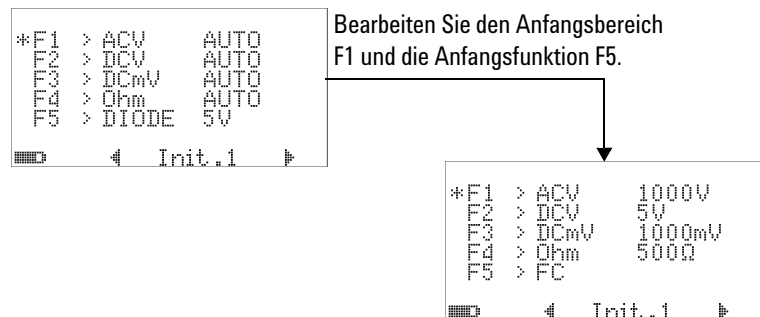 *F1 > ACV AUTO
F2 > DCV AUTO
F3 > DCmV AUTO
F4 > Ohm AUTO
F5 > DIODE 5V
Init.1
Bearbeiten Sie den Anfangsbereich
F1 und die Anfangsfunktion F5.
*F1 > ACV 1000V
F2 > DCV 5V
F3 > DCmV 1000mV
F4 > Ohm 500Ω
F5 > FC
Init.1